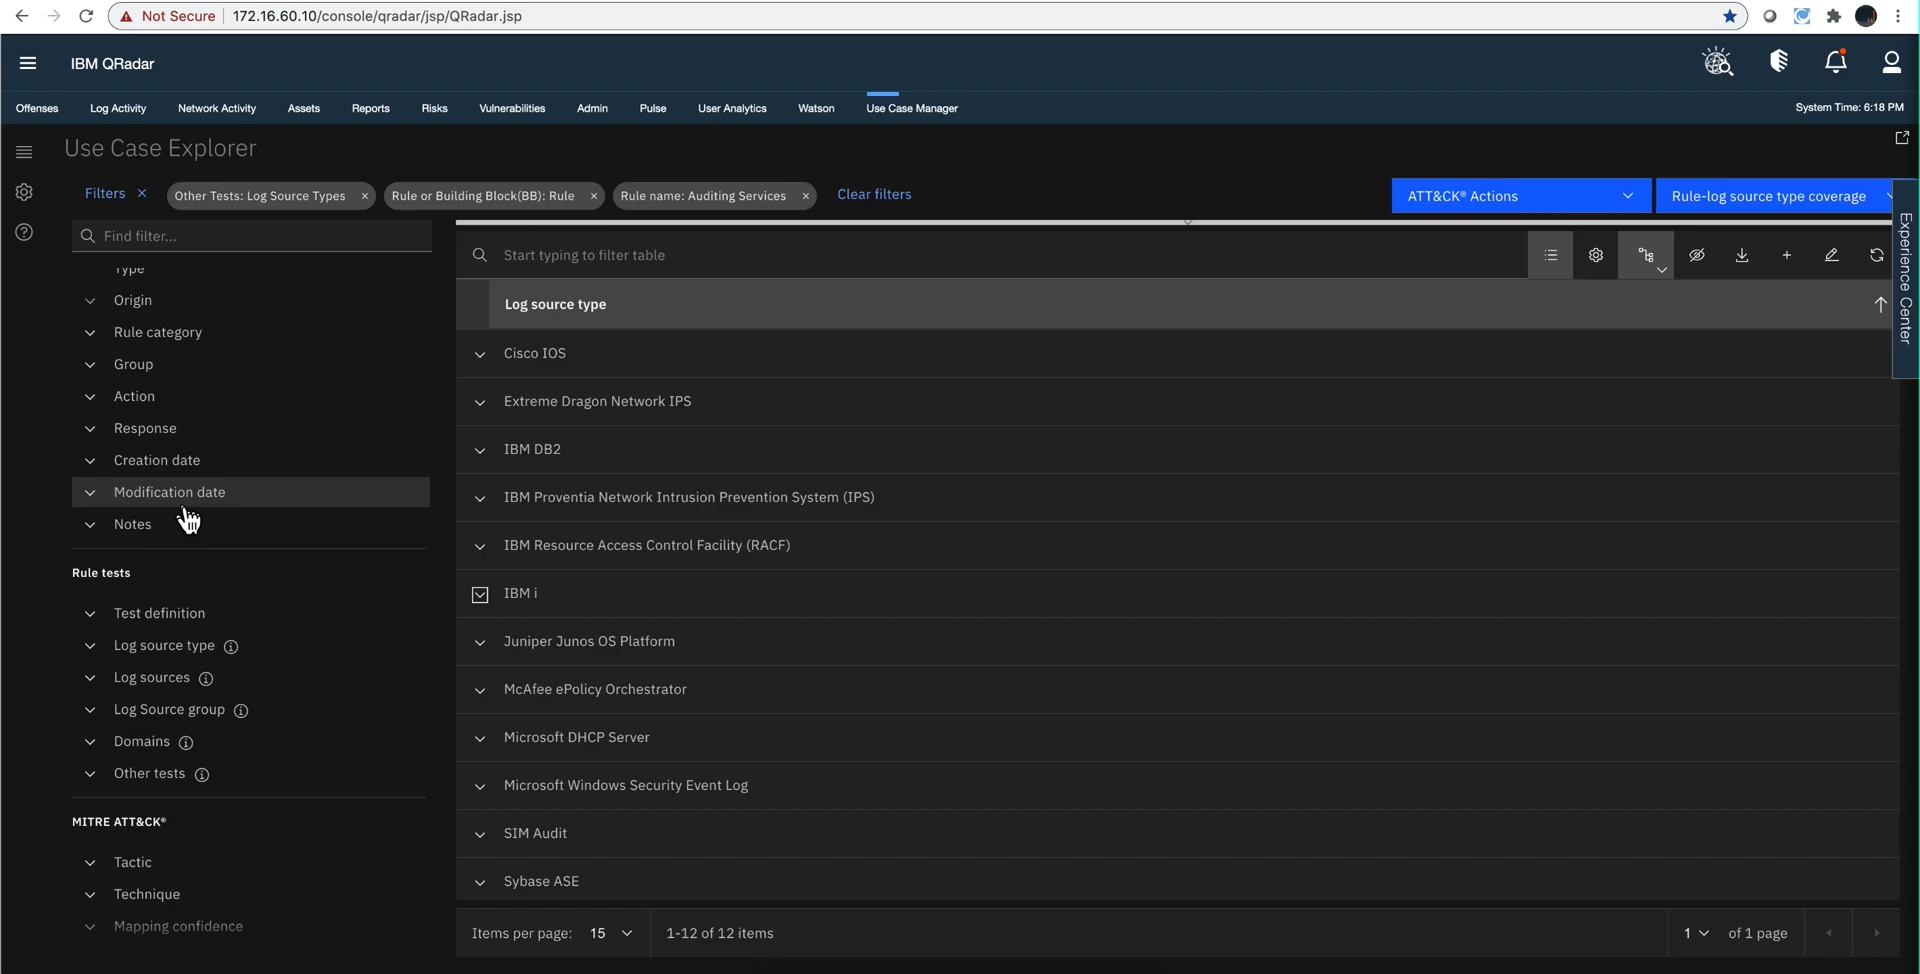 Not Secure
172.16.60.10/console/qradar/jsp/QRadar.jsp
IBM QRadar
Offenses Log Activity Network Activity Assets Reports Risks Vulnerabilities Admin Pulse User Analytics Watson Use Case Manager System Time: 6:18 PM
Use Case Explorer
Filters × Other Tests: Log Source Types × Rule or Building Block(BB): Rule × Rule name: Auditing Services × Clear filters
ATT&CK® Actions
Rule-log source type coverage
Experience Center
Find filter...
Type
Origin
Rule category
Group
Action
Response
Creation date
Modification date
Notes
Rule tests
Test definition
Log source type
Log sources
Log Source group
Domains
Other tests
MITRE ATT&CK®
Tactic
Technique
Mapping confidence
Start typing to filter table
Log source type
Cisco IOS
Extreme Dragon Network IPS
IBM DB2
IBM Proventia Network Intrusion Prevention System (IPS)
IBM Resource Access Control Facility (RACF)
IBM i
Juniper Junos OS Platform
McAfee ePolicy Orchestrator
Microsoft DHCP Server
Microsoft Windows Security Event Log
SIM Audit
Sybase ASE
Items per page: 15
1-12 of 12 items
1 of 1 page